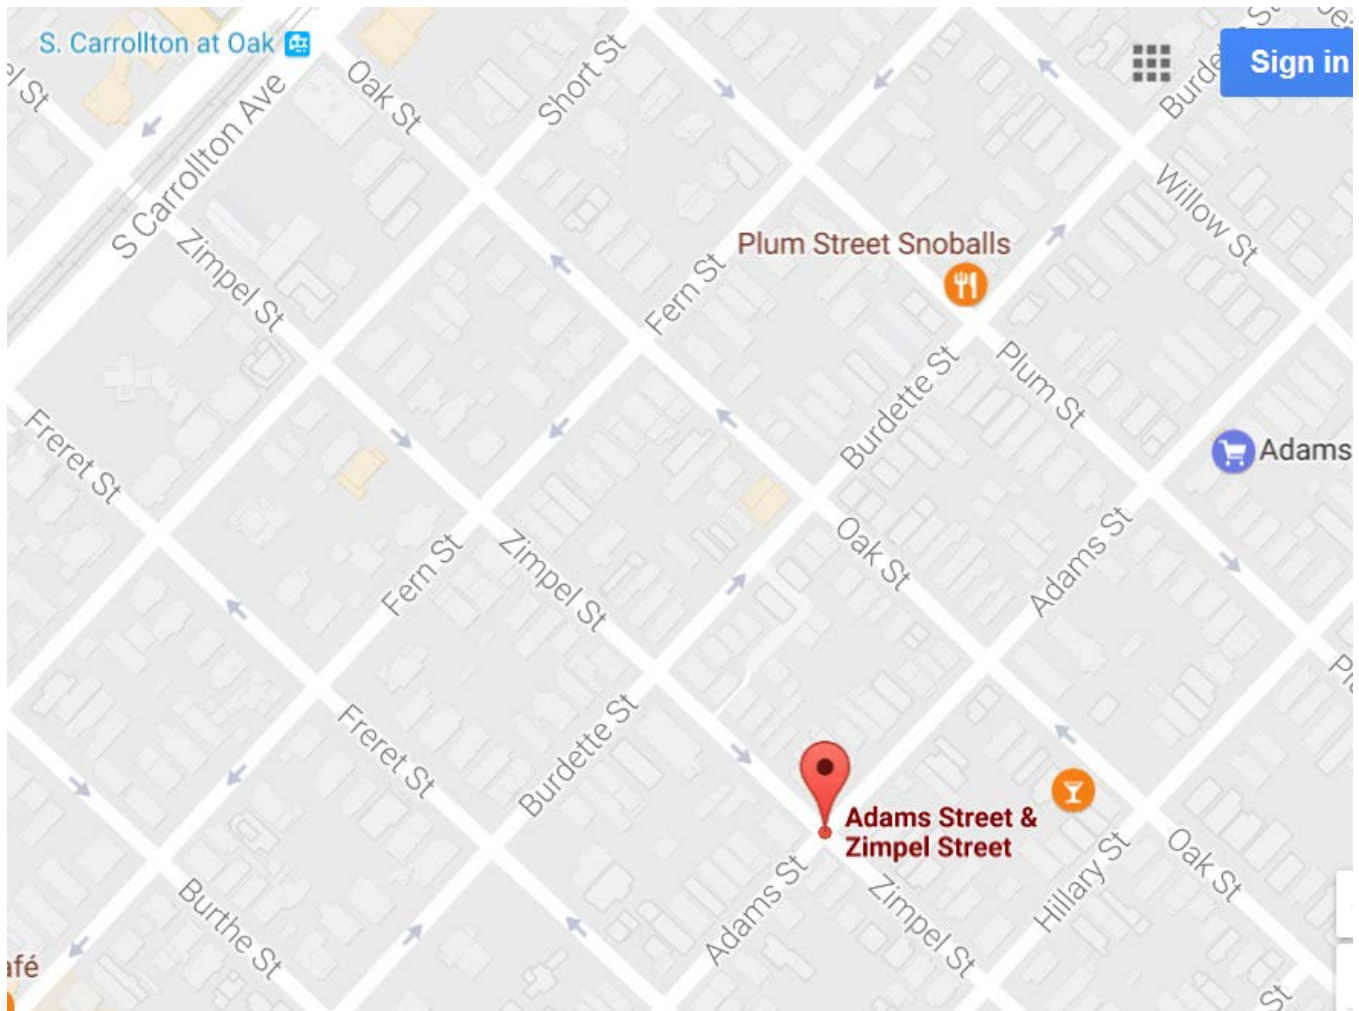 S. Carrollton at Oak
Oak St
Short St
Sign in
S Carrollton Ave
Zimpel St
Plum Street Snoballs
Willow St
Fern St
Plum St
Burdette St
Adams
Freret St
Zimpel St
Fern St
Oak St
Adams St
Freret St
Burdette St
Adams Street &
Zimpel Street
Burthe St
Adams St
Zimpel St
Hillary St
Oak St
St